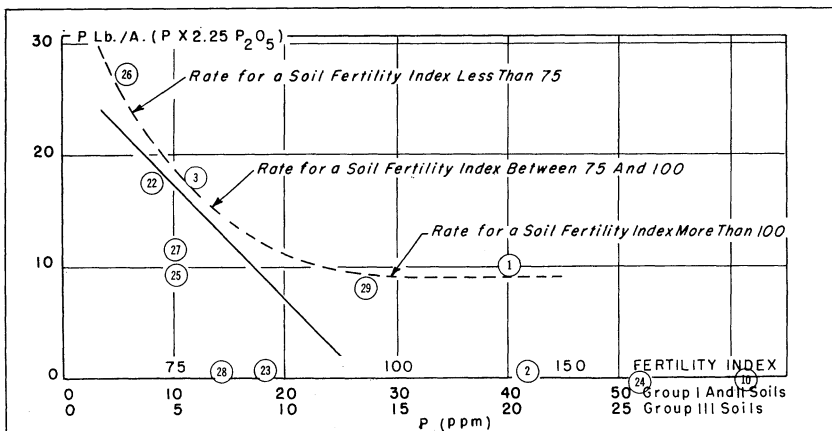 30
P Lb./A. (P X 2.25 P2O5)
26
Rate for a Soil Fertility Index Less Than 75
20
22
3
Rate for a Soil Fertility Index Between 75 And 100
27
Rate for a Soil Fertility Index More Than 100
10
25
1
29
75
100
150
FERTILITY INDEX
0
28
23
2
24
10
0 10 20 30 40 50 Group I And II Soils
0 5 10 15 20 25 Group III Soils
P (ppm)